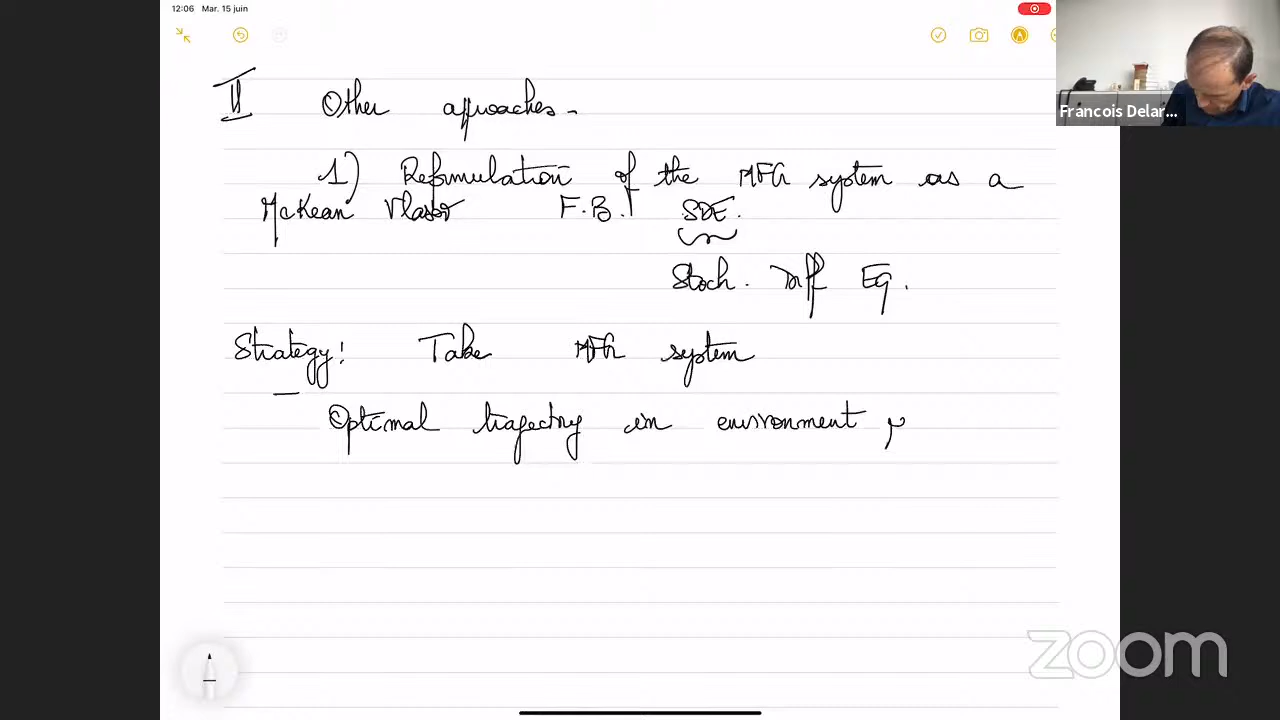 12:06 Mar. 15 juin
Francois Delar...
II Other approaches -
1) Reformulation of the MFG system as a
McKean Vlasov F.B. SDE.
Stoch. Diff Eq.
Strategy: Take MFG system
Optimal trajectory in environment μ
zoom